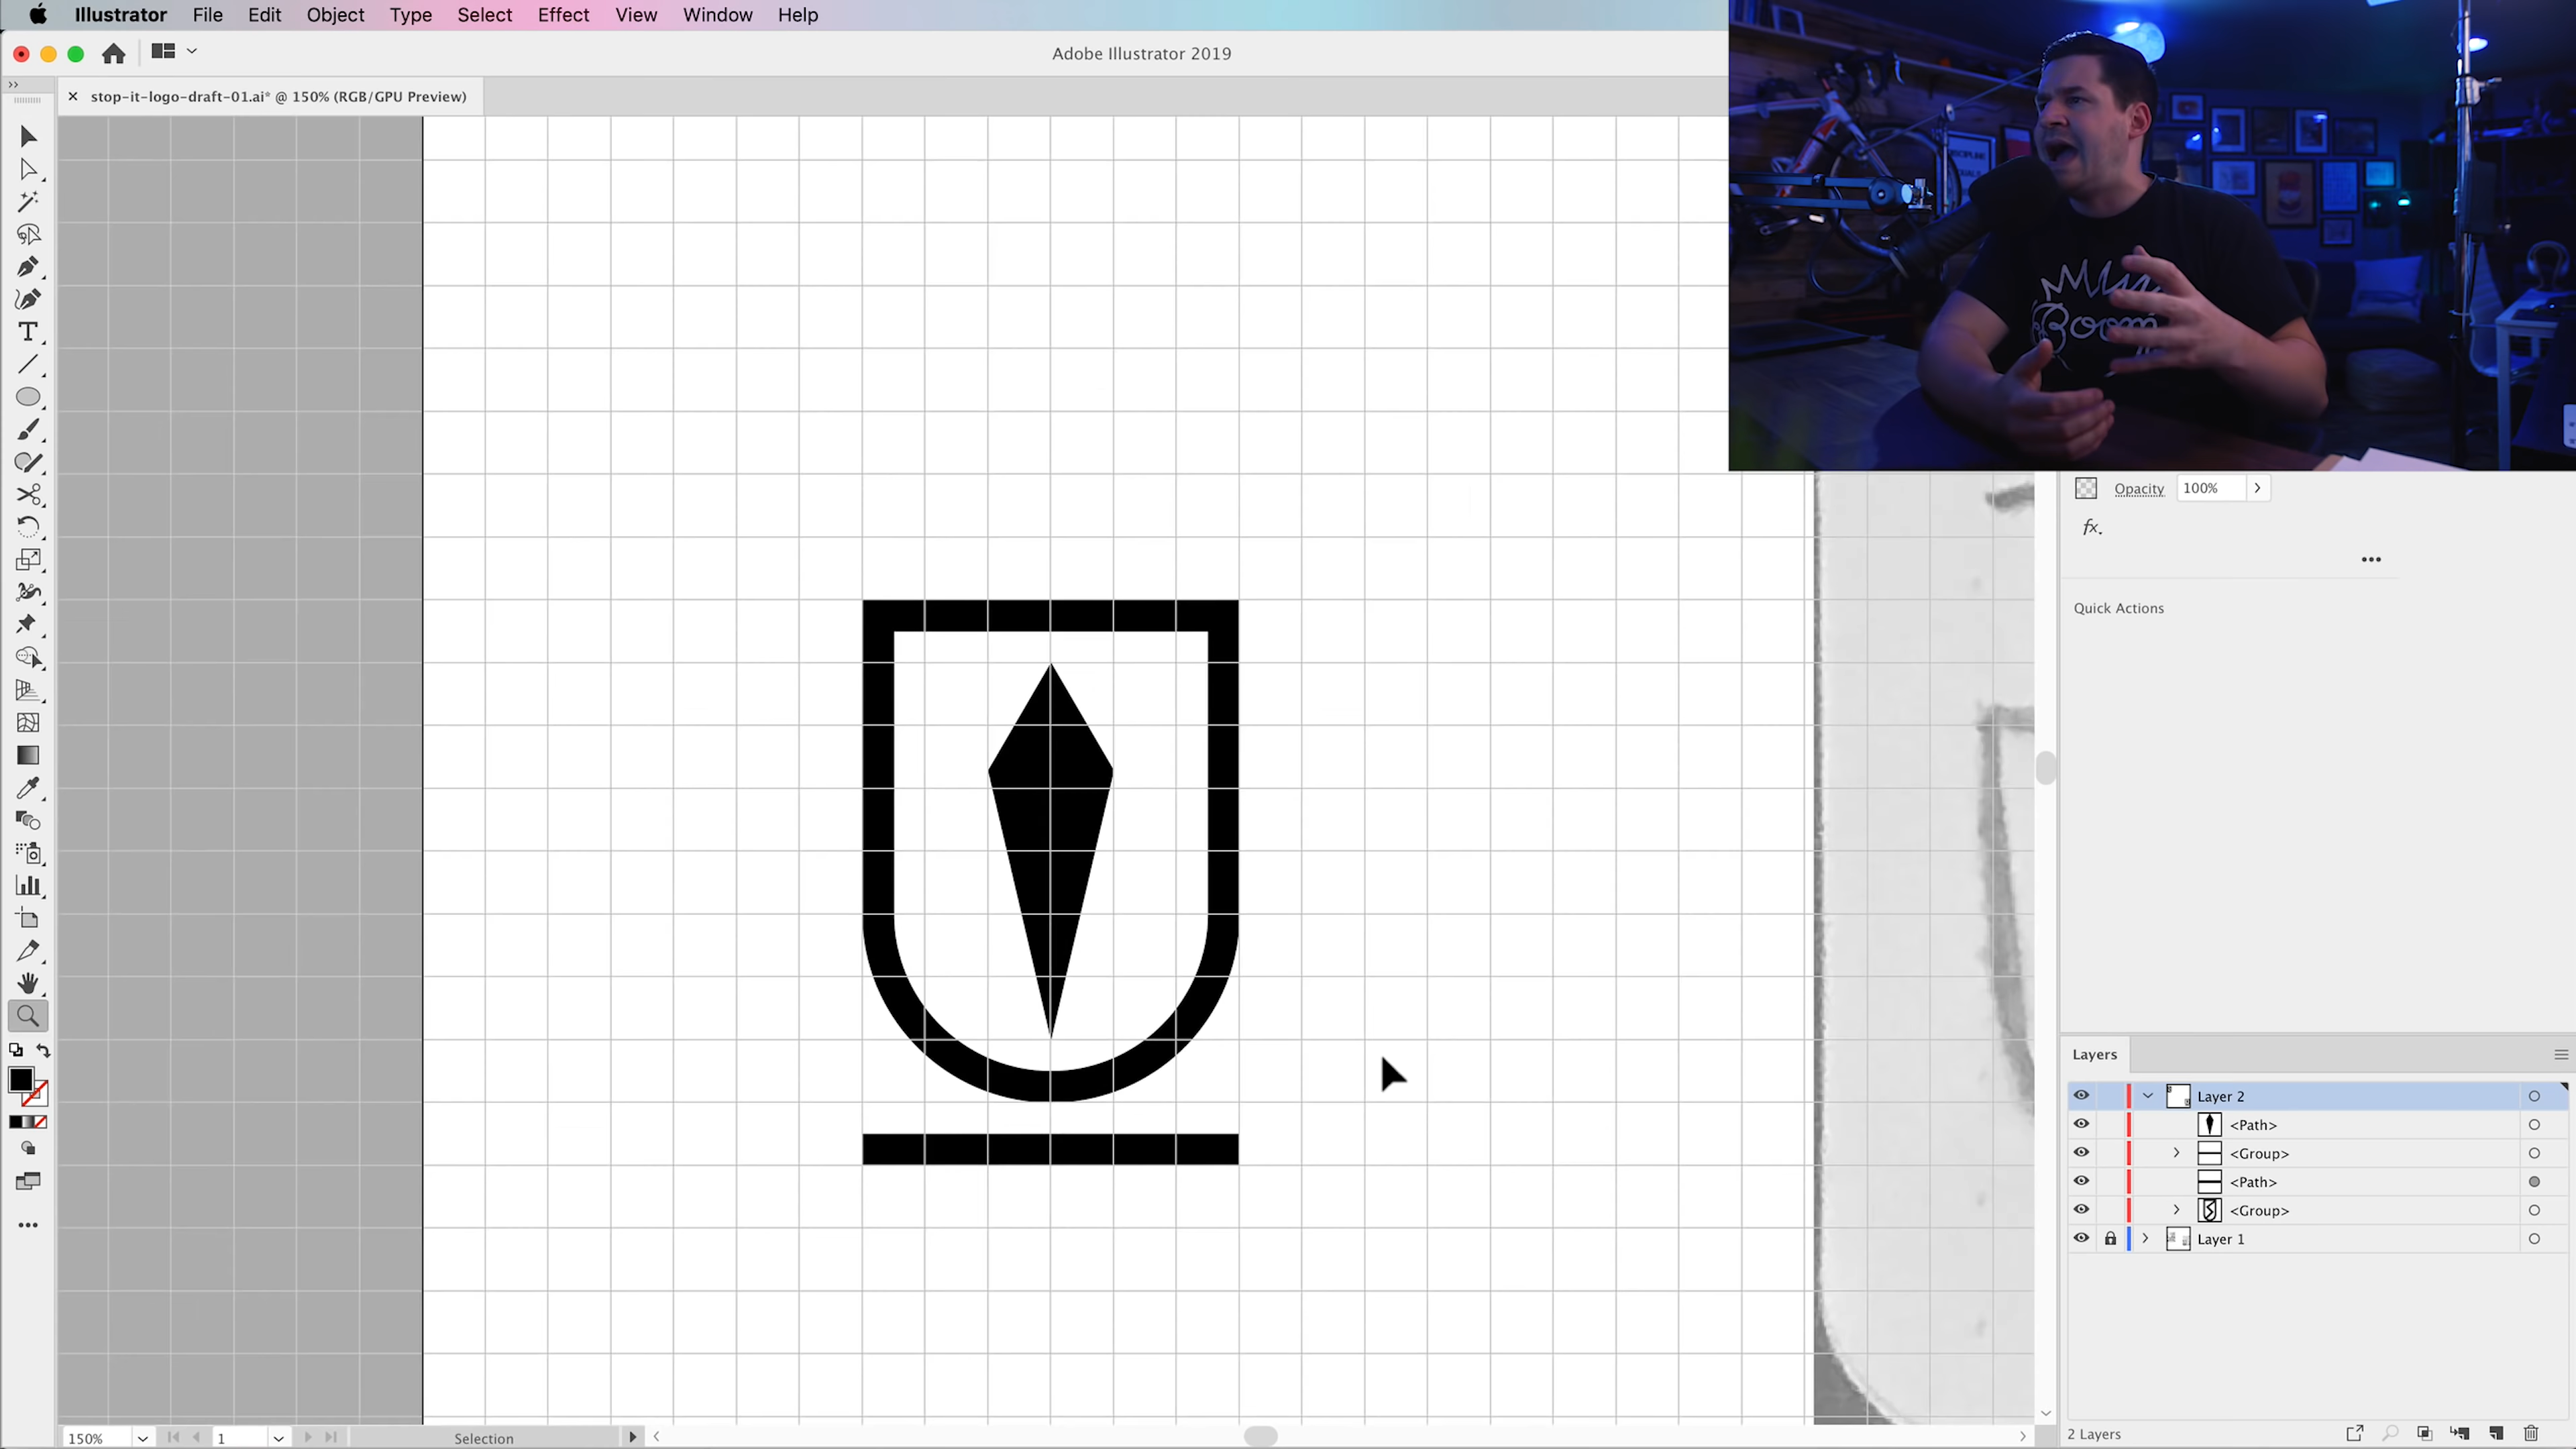 Illustrator File Edit Object Type Select Effect View Window Help
Adobe Illustrator 2019
stop-it-logo-draft-01.ai* @ 150% (RGB/GPU Preview)
DISCIPLINE
Boom
Opacity 100%
fx.
Quick Actions
Layers
Layer 2
<Path>
<Group>
<Path>
<Group>
Layer 1
150% 1 Selection
2 Layers